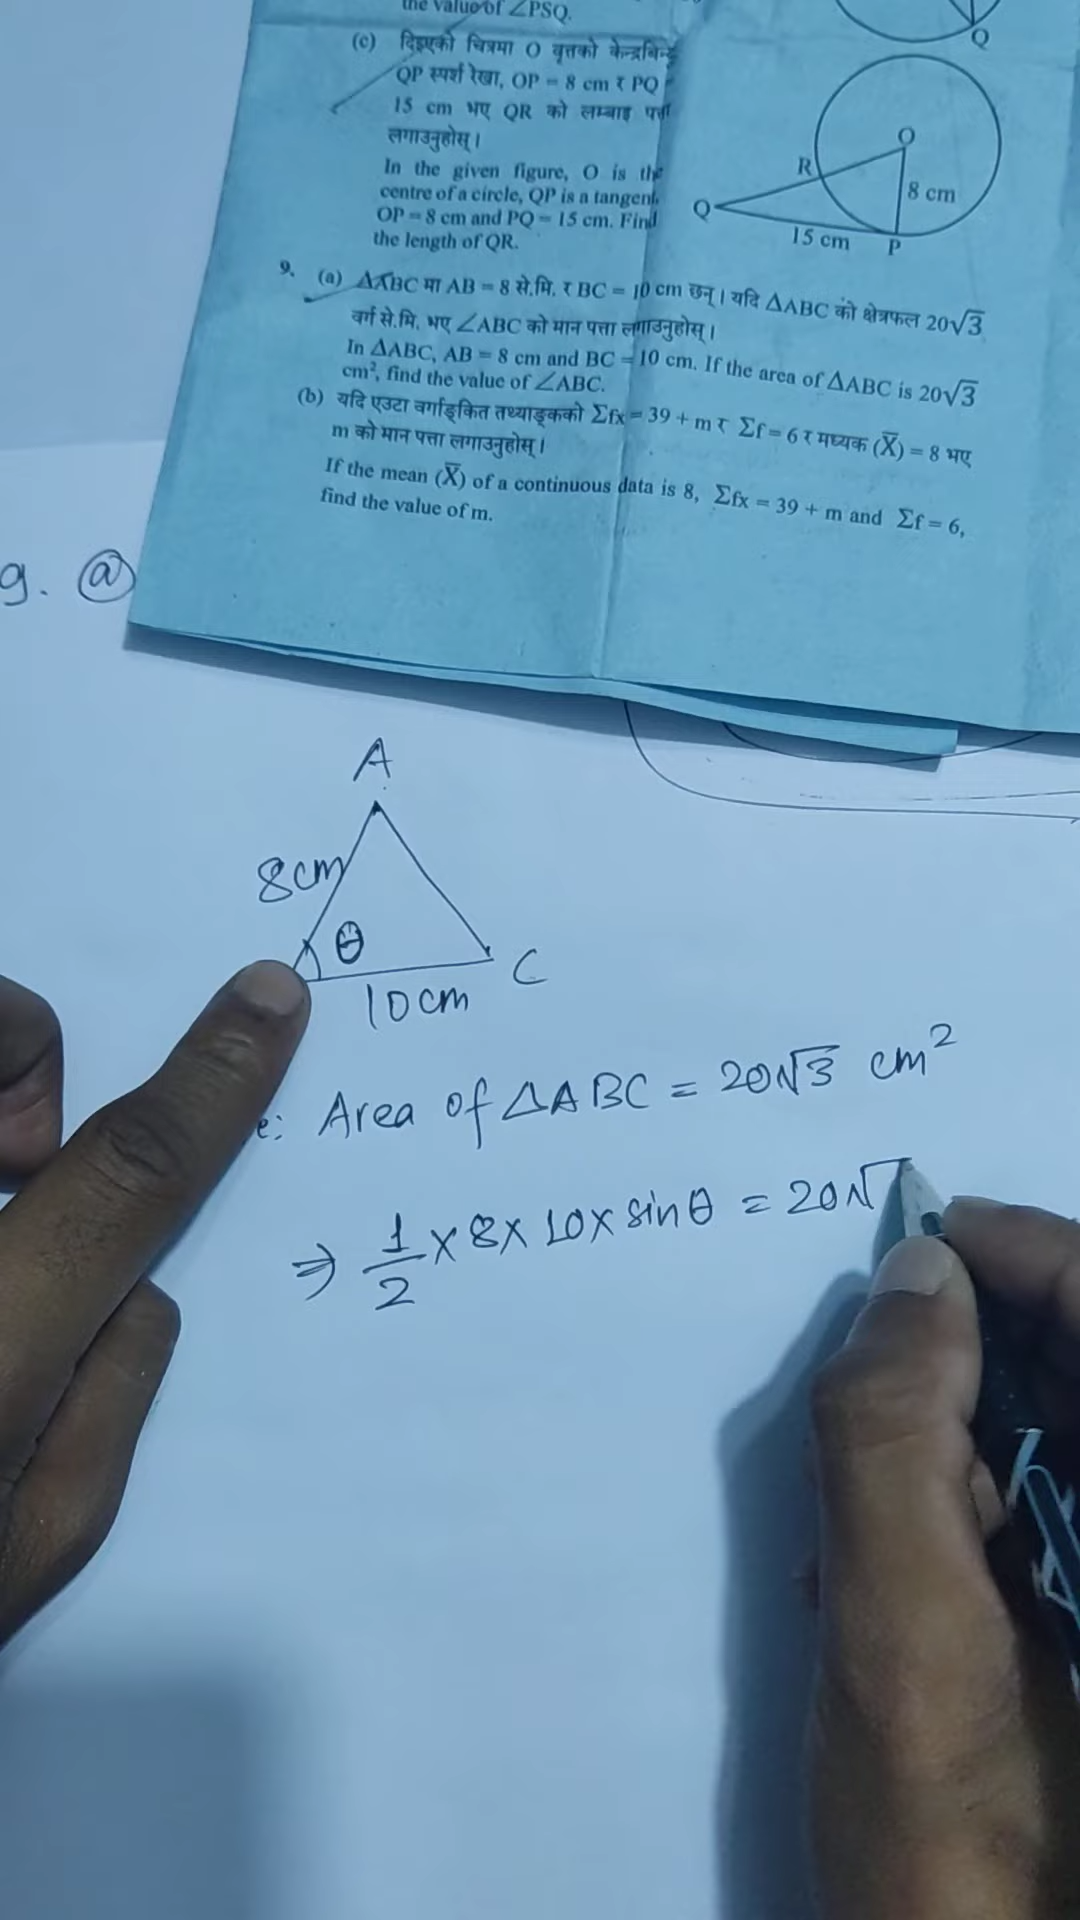 the value of ∠PSQ.
Q
(c) दिइएको चित्रमा O वृत्तको केन्द्रबिन्दु
QP स्पर्श रेखा, OP = 8 cm र PQ
15 cm भए QR को लम्बाइ पत्ता
लगाउनुहोस् ।
In the given figure, O is the
centre of a circle, QP is a tangent,
OP = 8 cm and PQ = 15 cm. Find
the length of QR.
O
R
8 cm
Q
15 cm
P
9. (a) ΔABC मा AB = 8 से.मि. र BC = 10 cm छन् । यदि ΔABC को क्षेत्रफल 20√3
वर्ग से.मि. भए ∠ABC को मान पत्ता लगाउनुहोस् ।
In ΔABC, AB = 8 cm and BC = 10 cm. If the area of ΔABC is 20√3
cm², find the value of ∠ABC.
(b) यदि एउटा वर्गाङ्कित तथ्याङ्कको Σfx = 39 + m र Σf = 6 र मध्यक (X̄) = 8 भए
m को मान पत्ता लगाउनुहोस् ।
If the mean (X̄) of a continuous data is 8, Σfx = 39 + m and Σf = 6,
find the value of m.
9. (a)
A
8cm
θ
C
10cm
e: Area of ΔABC = 20√3 cm²
⇒ 1/2 × 8 × 10 × sinθ = 20√